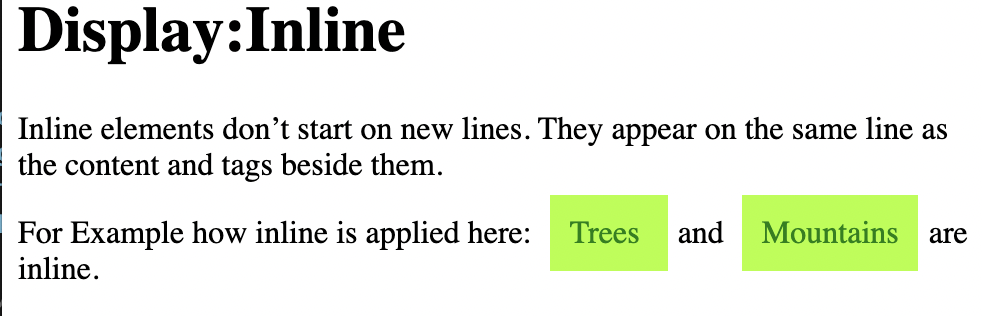 Display:Inline
Inline elements don’t start on new lines. They appear on the same line as
the content and tags beside them.
For Example how inline is applied here: Trees and Mountains are
inline.